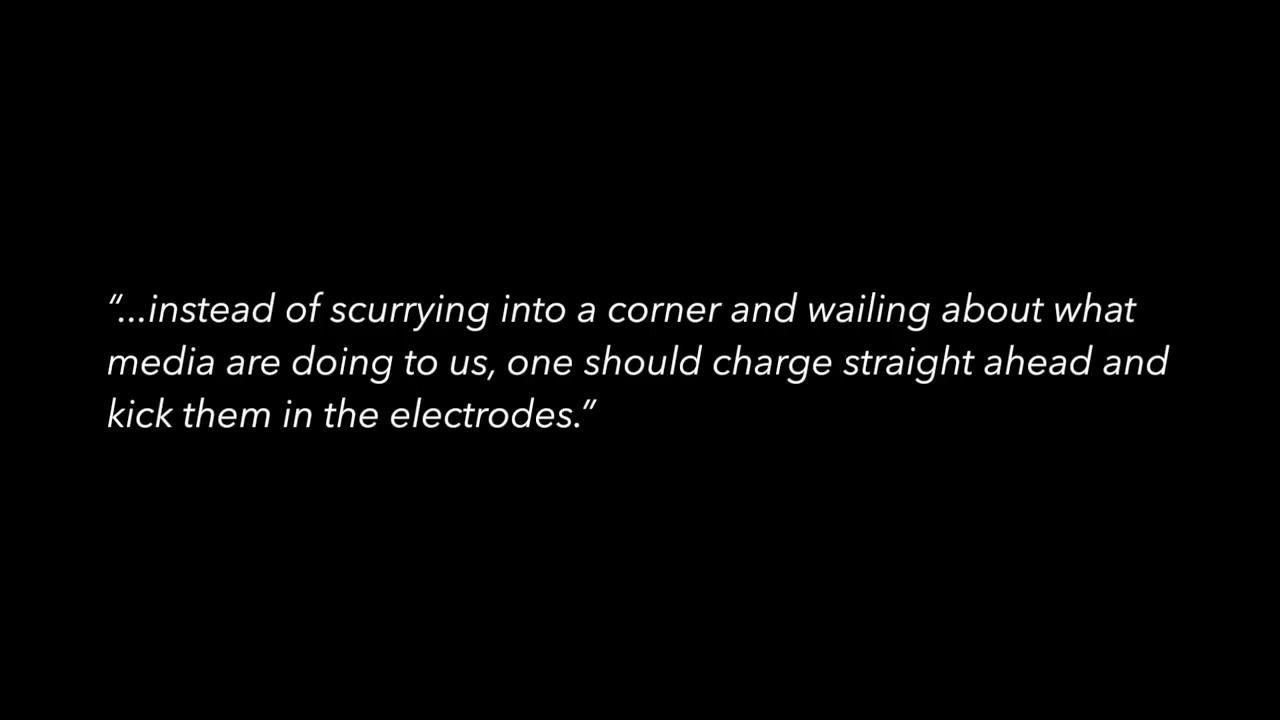 “...instead of scurrying into a corner and wailing about what
media are doing to us, one should charge straight ahead and
kick them in the electrodes.”